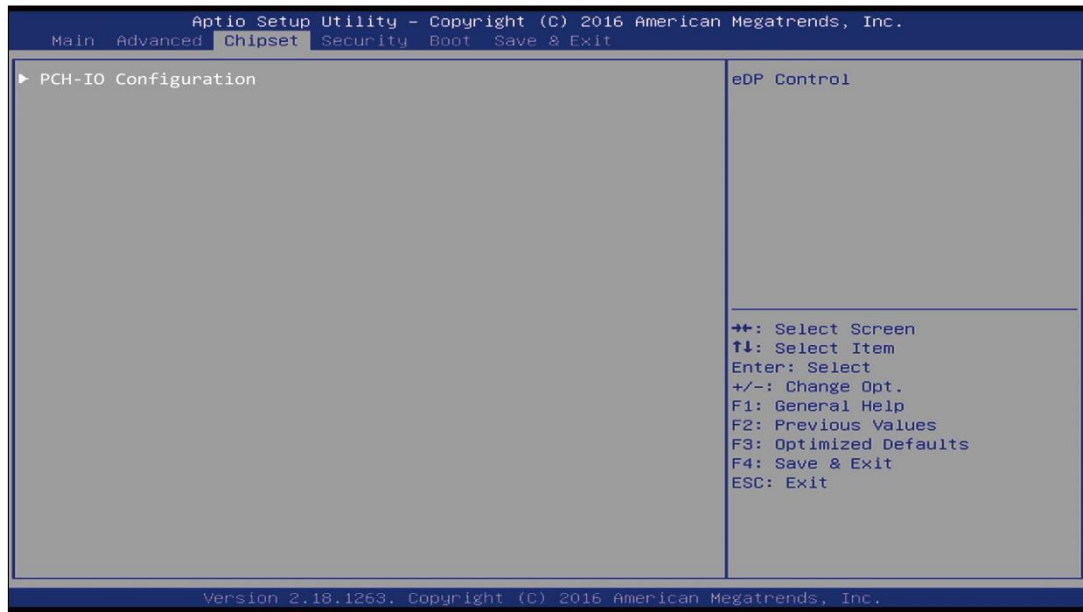 Aptio Setup Utility – Copyright (C) 2016 American Megatrends, Inc.
Main Advanced Chipset Security Boot Save & Exit
► PCH-IO Configuration
eDP Control
→←: Select Screen
↑↓: Select Item
Enter: Select
+/-: Change Opt.
F1: General Help
F2: Previous Values
F3: Optimized Defaults
F4: Save & Exit
ESC: Exit
Version 2.18.1263. Copyright (C) 2016 American Megatrends, Inc.